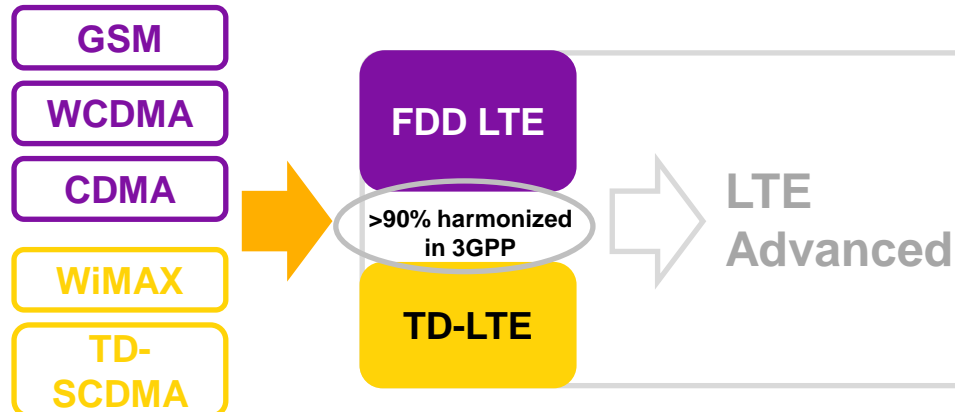 GSM
WCDMA
CDMA
WiMAX
TD-
SCDMA
FDD LTE
>90% harmonized
in 3GPP
TD-LTE
LTE
Advanced